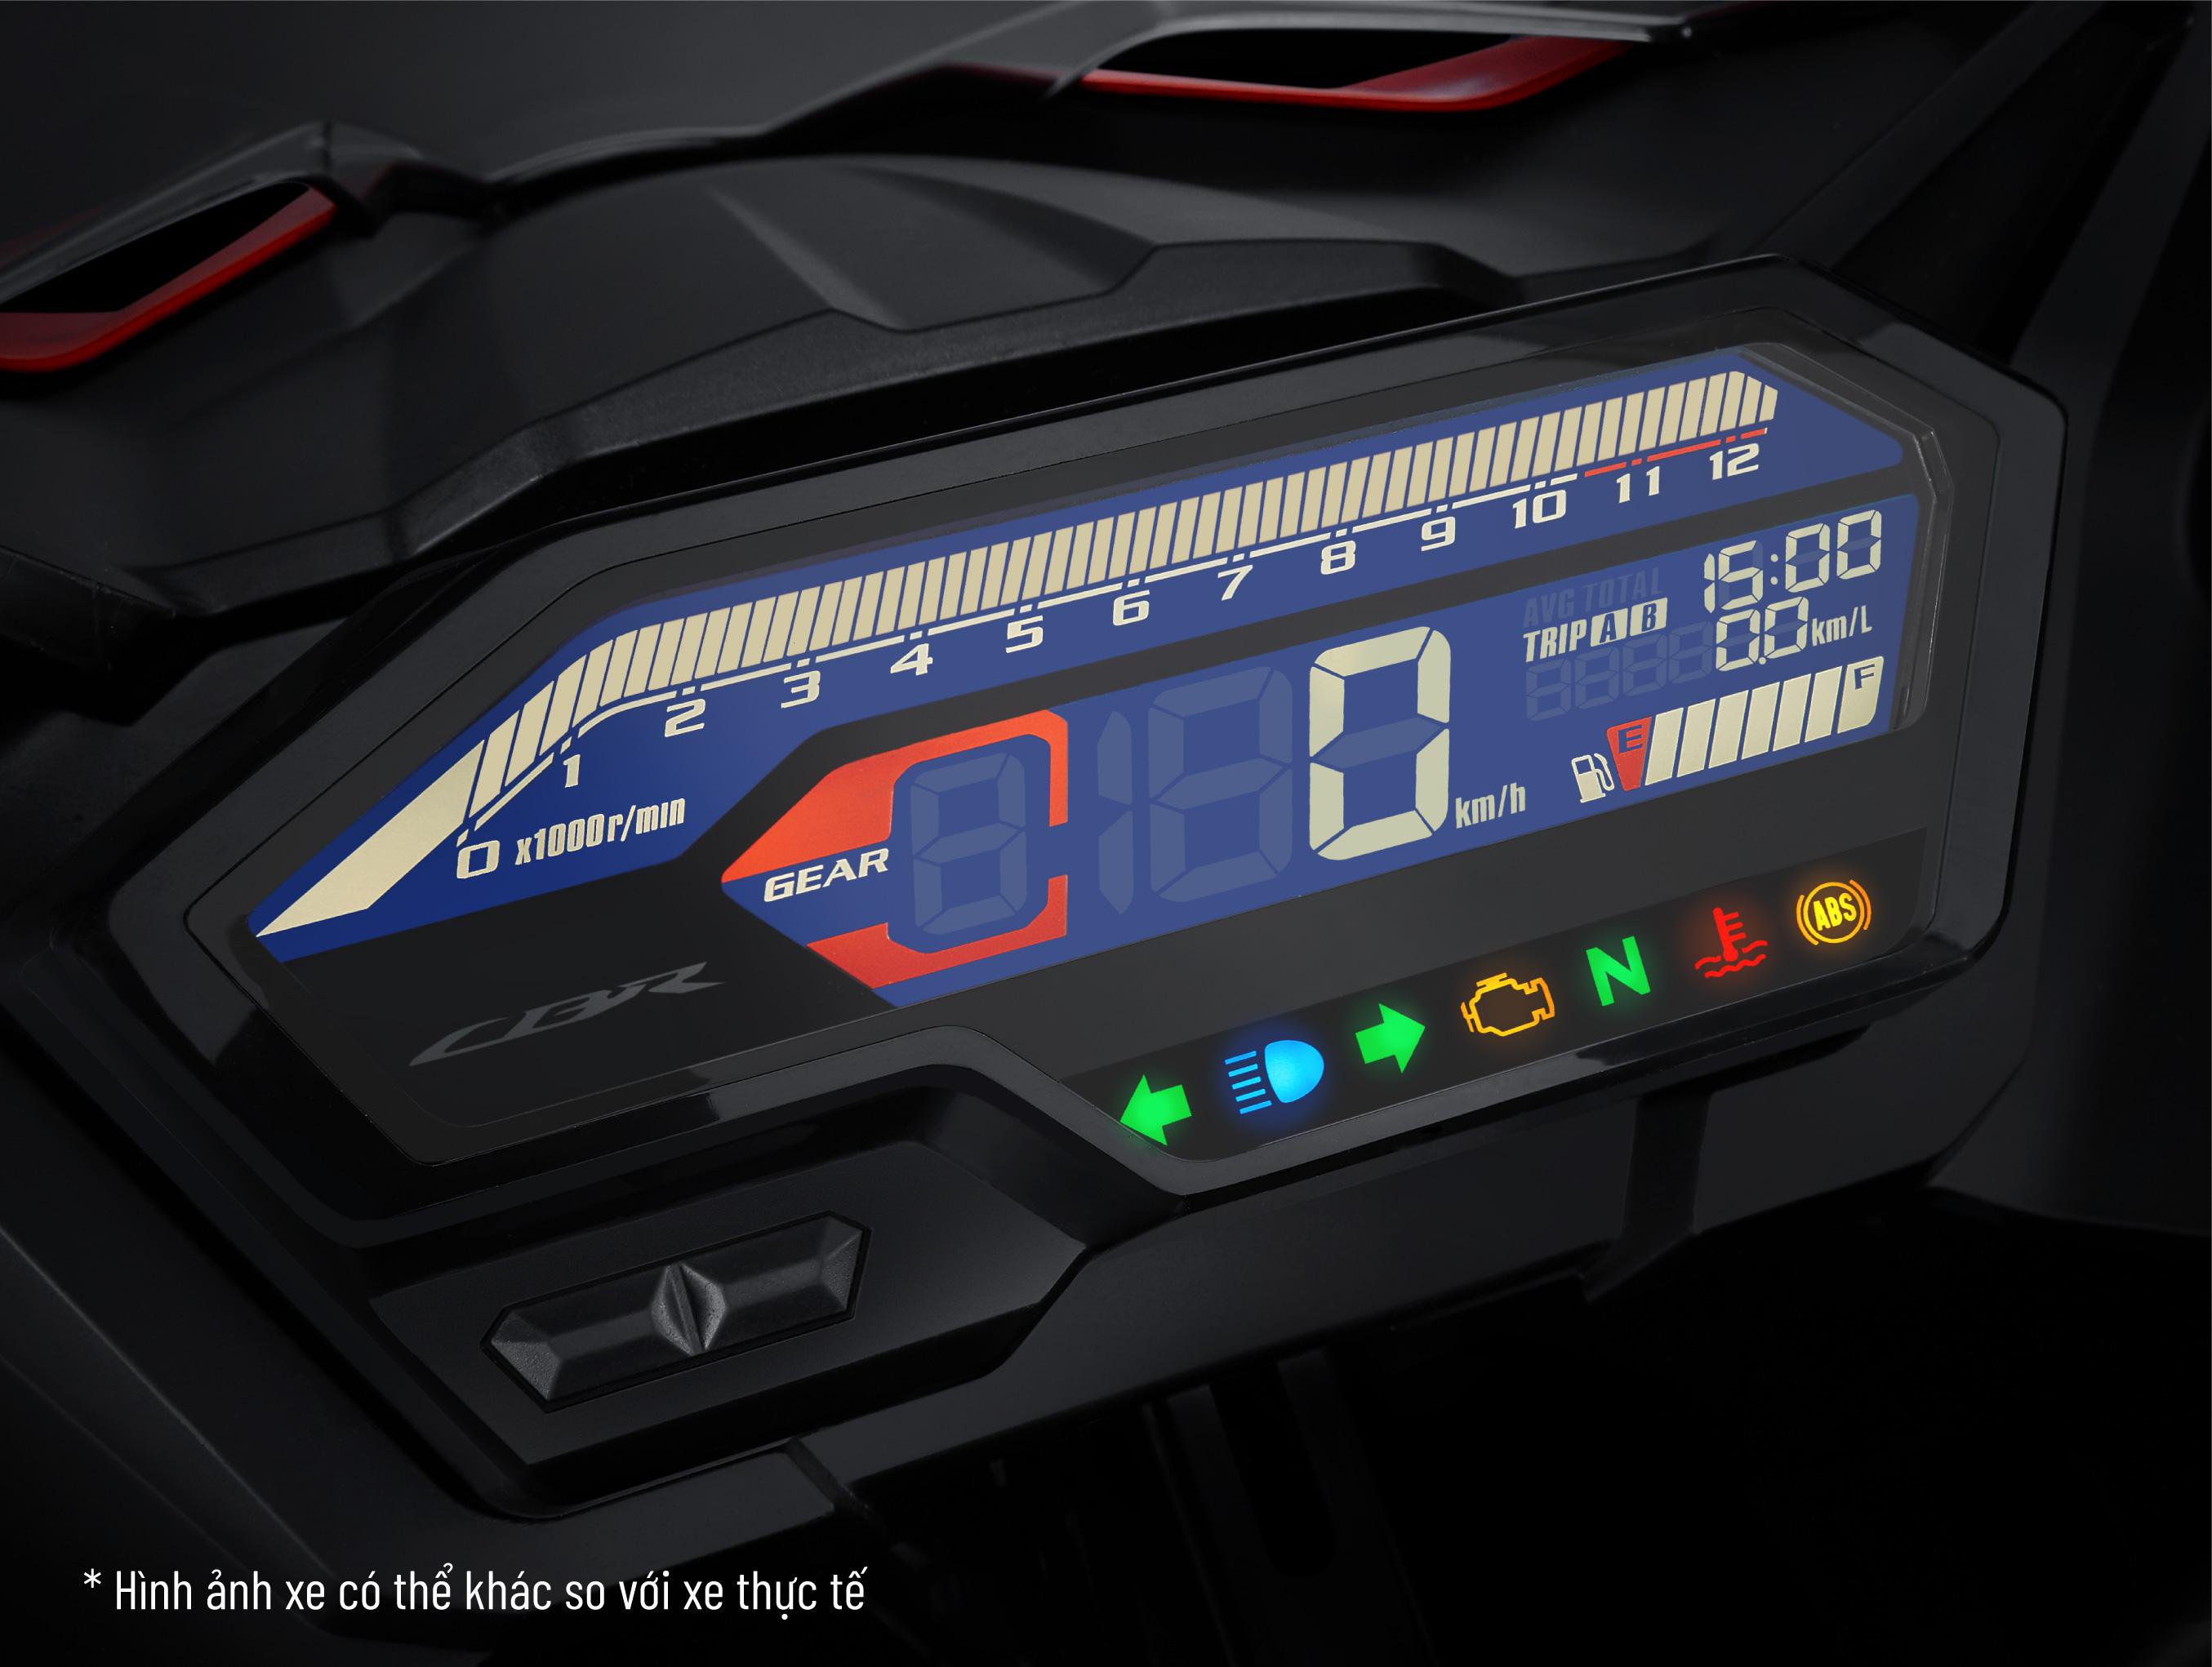 0 1 2 3 4 5 6 7 8 9 10 11 12
x1000r/min
GEAR
0 km/h
AVG TOTAL
15:00
TRIP A B
0.0 km/L
E F
CBR
N
ABS
* Hình ảnh xe có thể khác so với xe thực tế